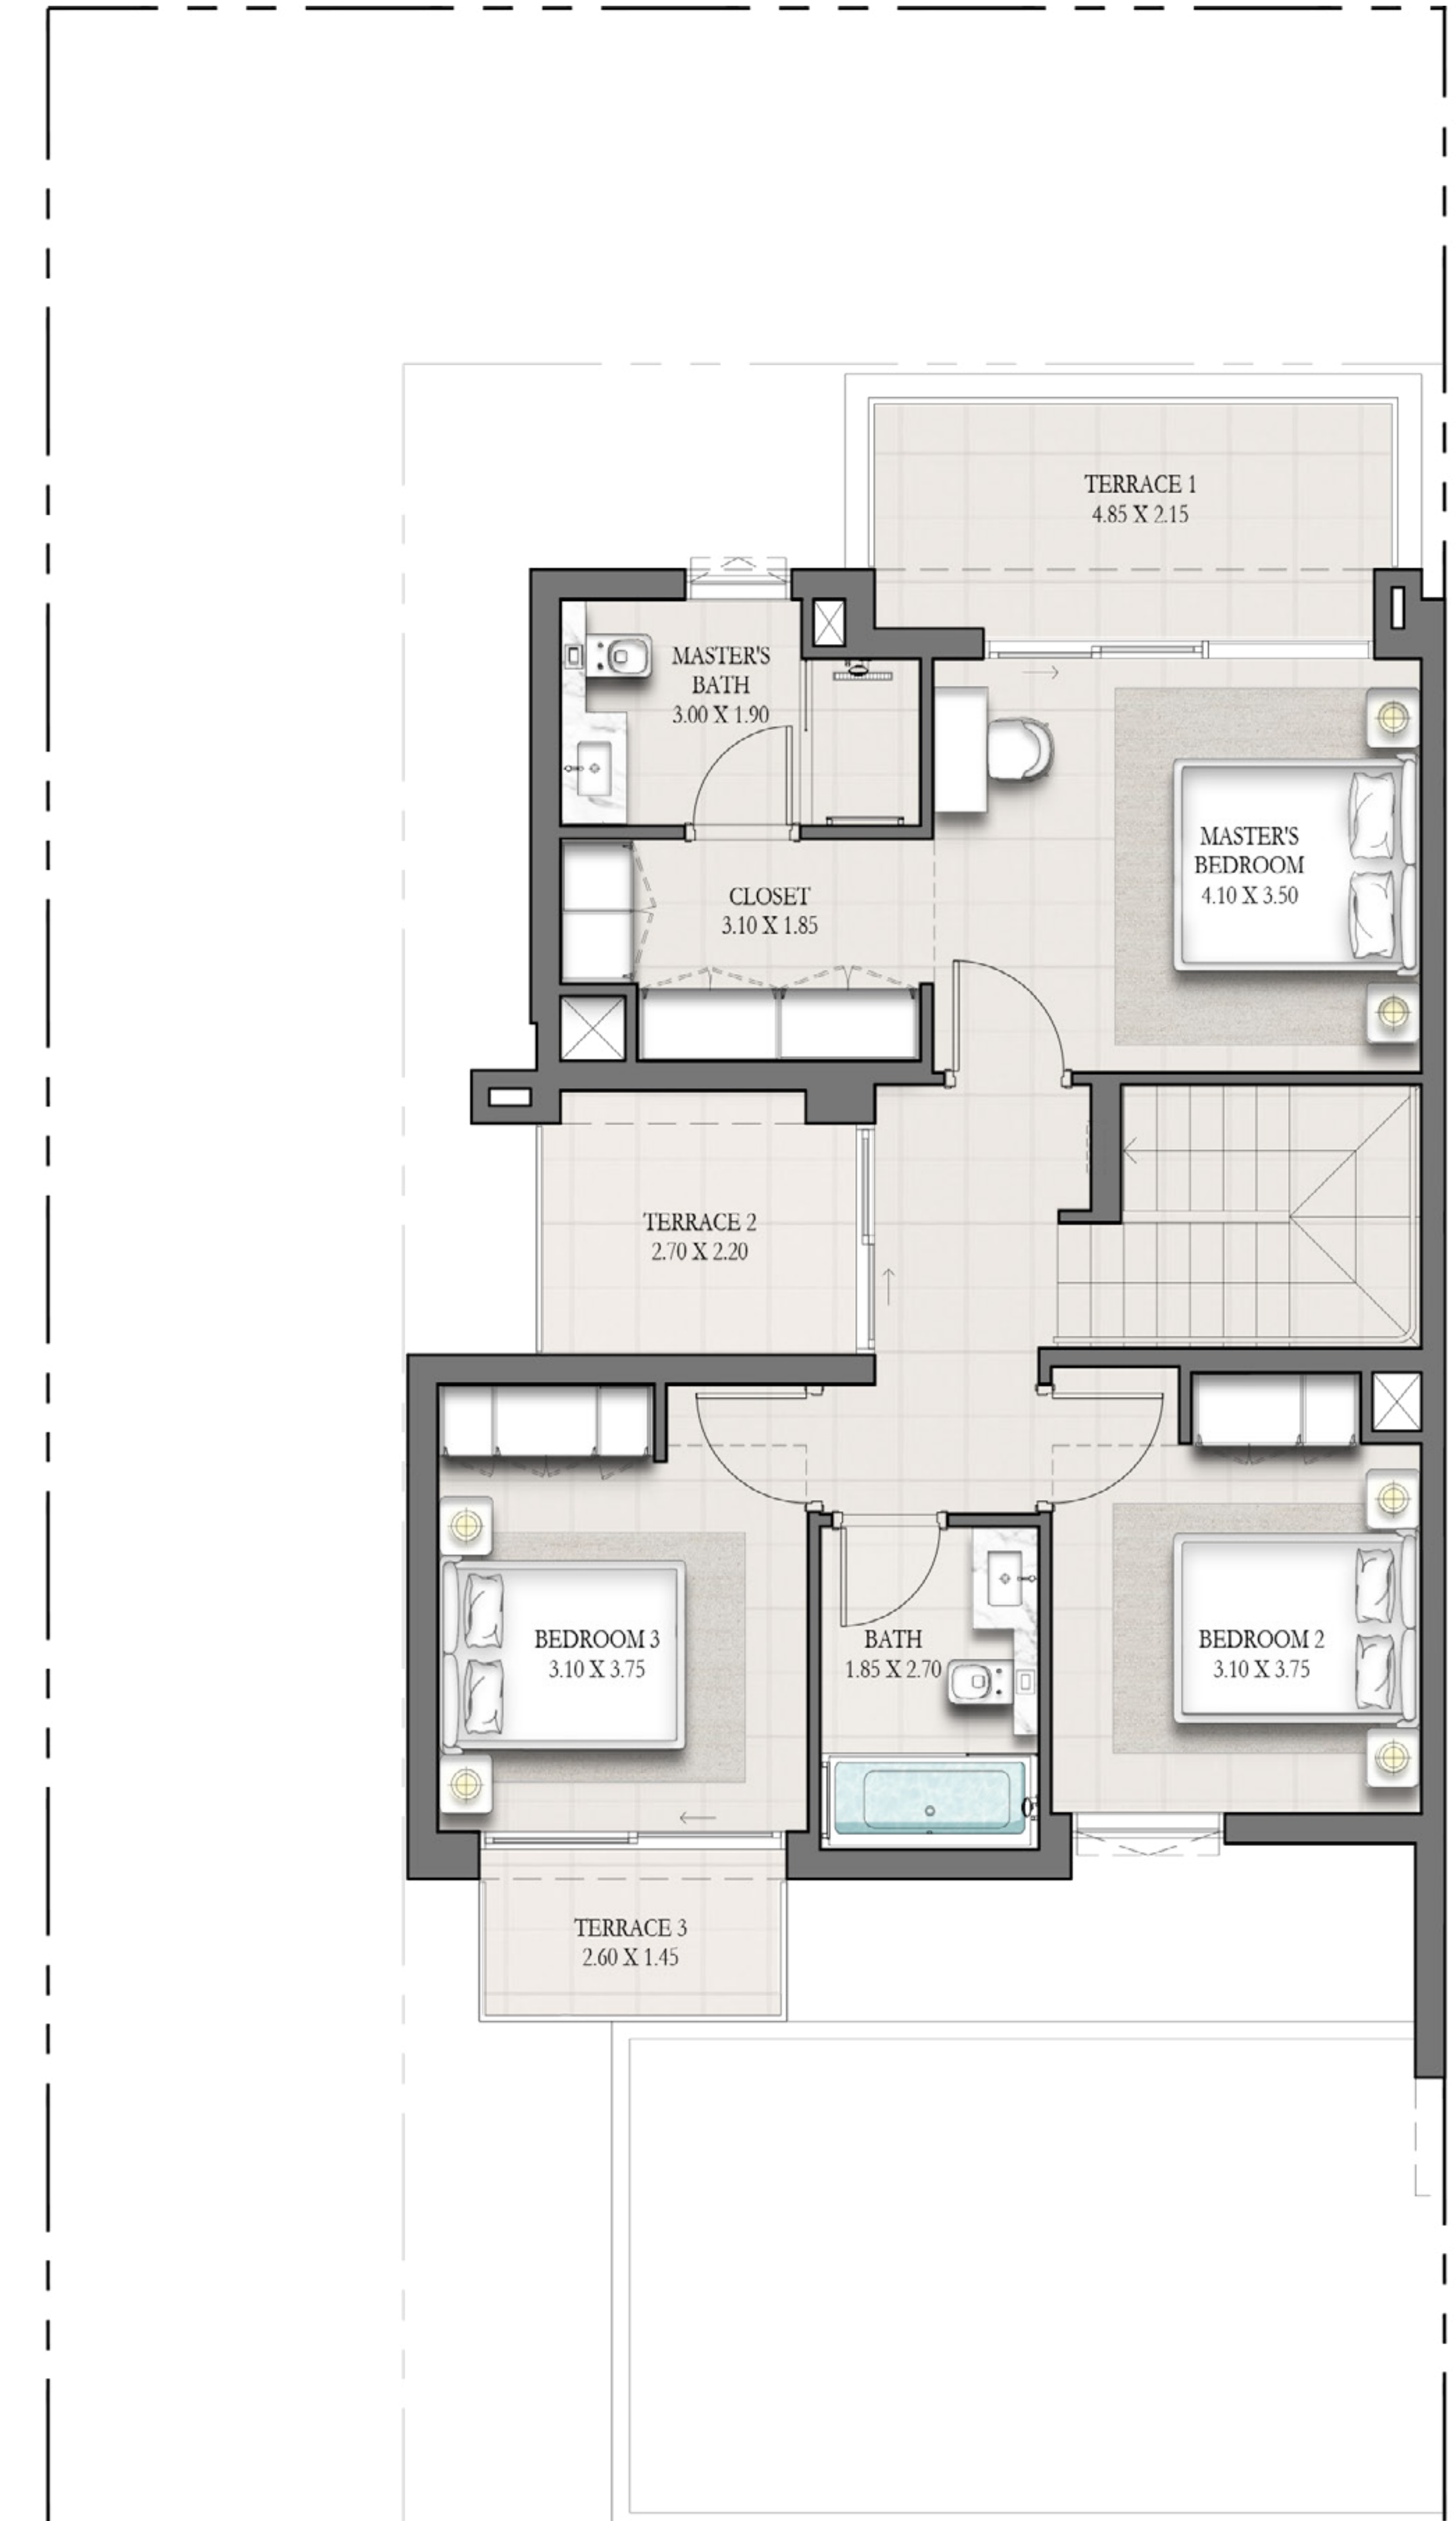 TERRACE 1
4.85 X 2.15
MASTER'S
BATH
3.00 X 1.90
MASTER'S
BEDROOM
4.10 X 3.50
CLOSET
3.10 X 1.85
TERRACE 2
2.70 X 2.20
BEDROOM 3
3.10 X 3.75
BATH
1.85 X 2.70
BEDROOM 2
3.10 X 3.75
TERRACE 3
2.60 X 1.45